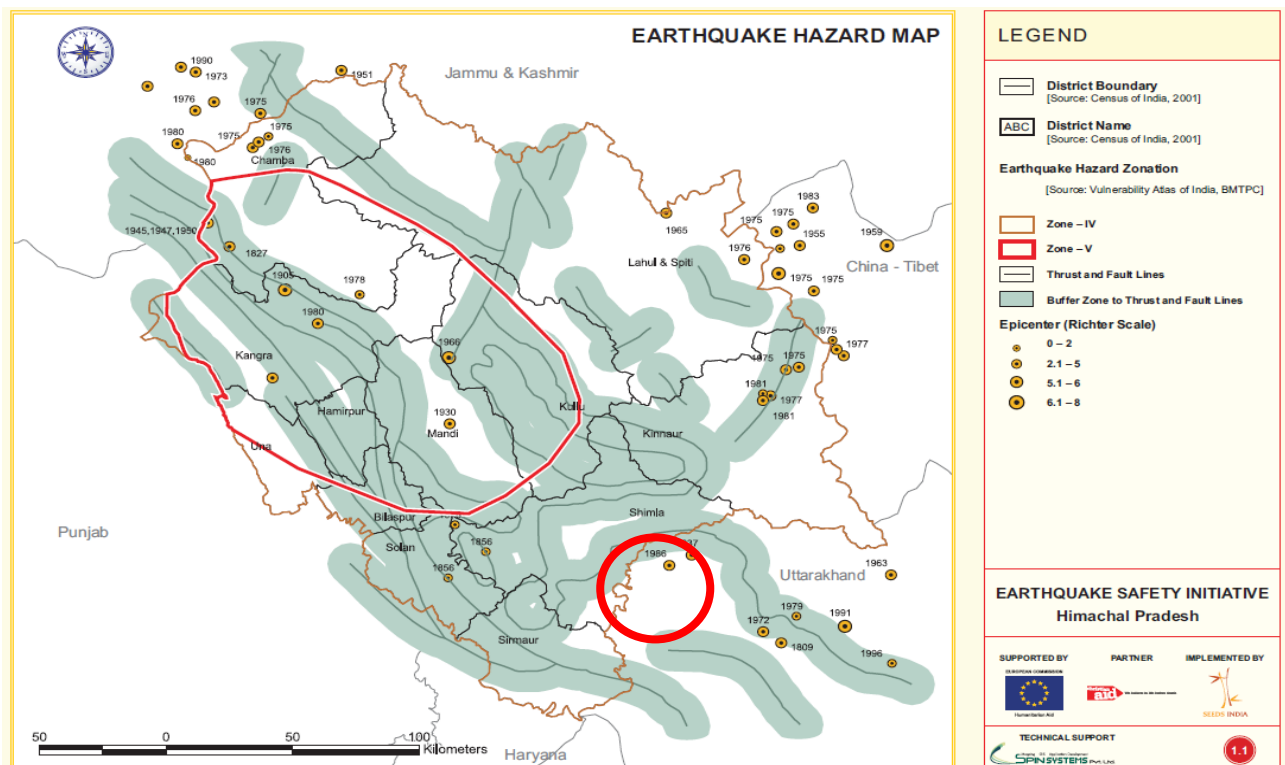 EARTHQUAKE HAZARD MAP
Jammu & Kashmir
1990
1973
1951
1976
1975
1980
1975
1975
1976
1980
Chamba
1945,1947,1950
1827
1905
1978
1980
Kangra
1966
1930
Mandi
Hamirpur
Una
Kullu
Lahul & Spiti
1965
1983
1975
1975
1955
1976
1959
China - Tibet
1975
1975
1975
1977
1975
1975
1981
1977
1981
Kinnaur
Shimla
Bilaspur
Solan
1856
1856
Punjab
Sirmaur
1986
Uttarakhand
1963
1979
1972
1991
1809
1996
Haryana
50 0 50 100
Kilometers
LEGEND
District Boundary
[Source: Census of India, 2001]
ABC District Name
[Source: Census of India, 2001]
Earthquake Hazard Zonation
[Source: Vulnerability Atlas of India, BMTPC]
Zone – IV
Zone – V
Thrust and Fault Lines
Buffer Zone to Thrust and Fault Lines
Epicenter (Richter Scale)
0 – 2
2.1 – 5
5.1 – 6
6.1 – 8
EARTHQUAKE SAFETY INITIATIVE
Himachal Pradesh
SUPPORTED BY PARTNER IMPLEMENTED BY
EUROPEAN COMMISSION
Humanitarian Aid
aid
SEEDS INDIA
TECHNICAL SUPPORT
SPIN SYSTEMS Pvt. Ltd.
1.1